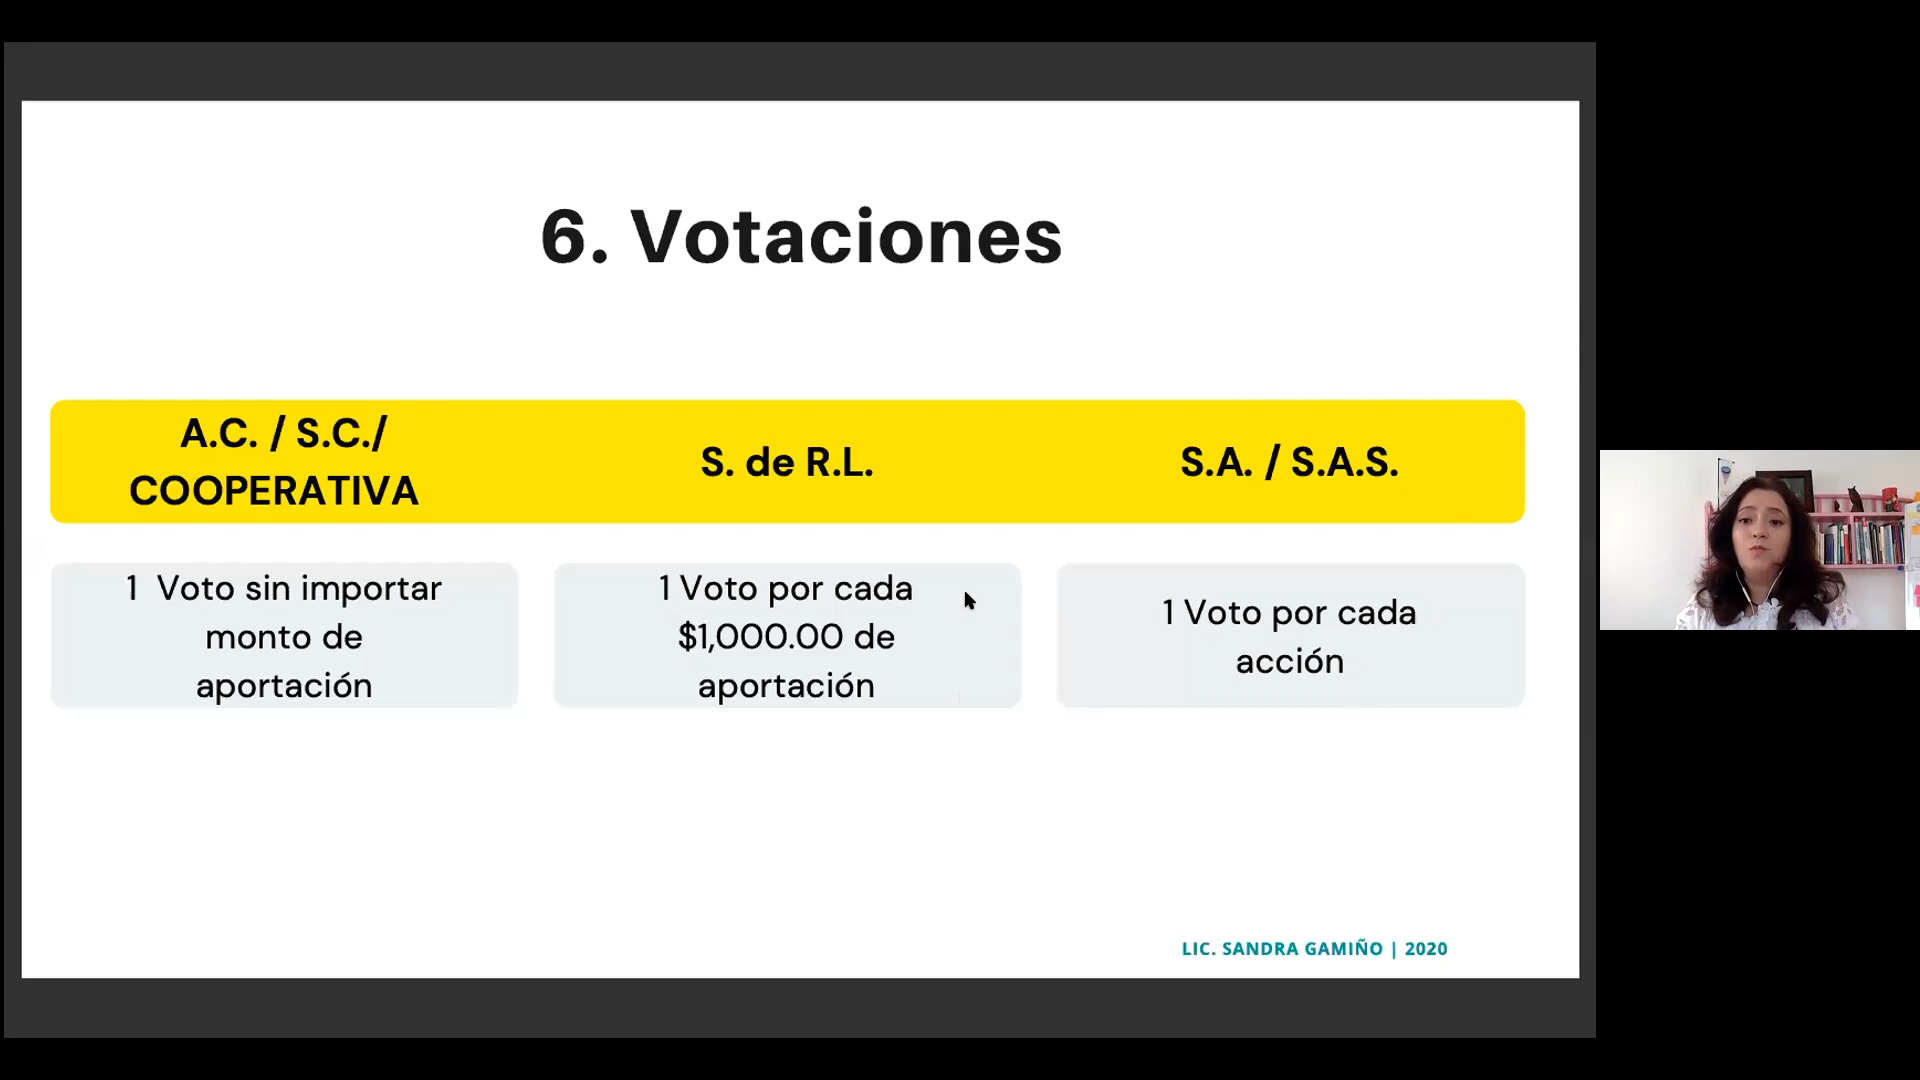 6. Votaciones
A.C. / S.C./
COOPERATIVA
S. de R.L.
S.A. / S.A.S.
1 Voto sin importar
monto de
aportación
1 Voto por cada
$1,000.00 de
aportación
1 Voto por cada
acción
LIC. SANDRA GAMIÑO | 2020